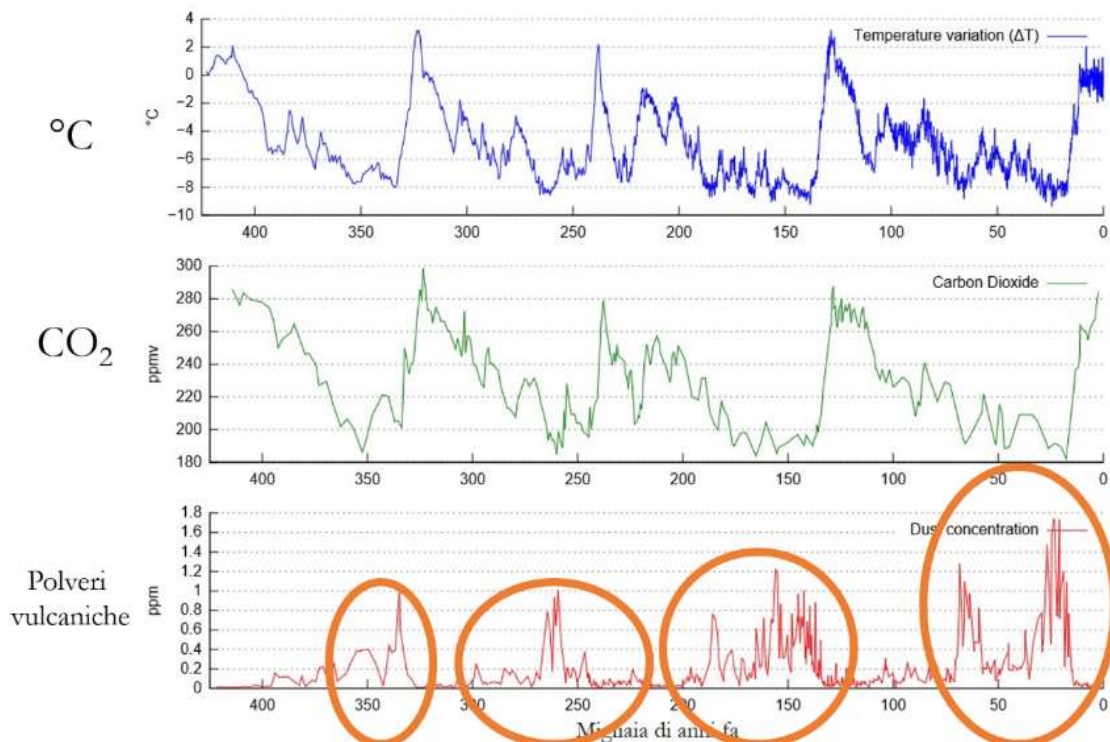 Temperature variation (ΔT)
°C
°C
4
2
0
−2
−4
−6
−8
−10
400 350 300 250 200 150 100 50 0
Carbon Dioxide
CO₂
ppmv
300
280
260
240
220
200
180
400 350 300 250 200 150 100 50 0
Dust concentration
Polveri
vulcaniche
ppm
1.8
1.6
1.4
1.2
1
0.8
0.6
0.4
0.2
0
400 350 300 250 200 150 100 50 0
Migliaia di anni fa